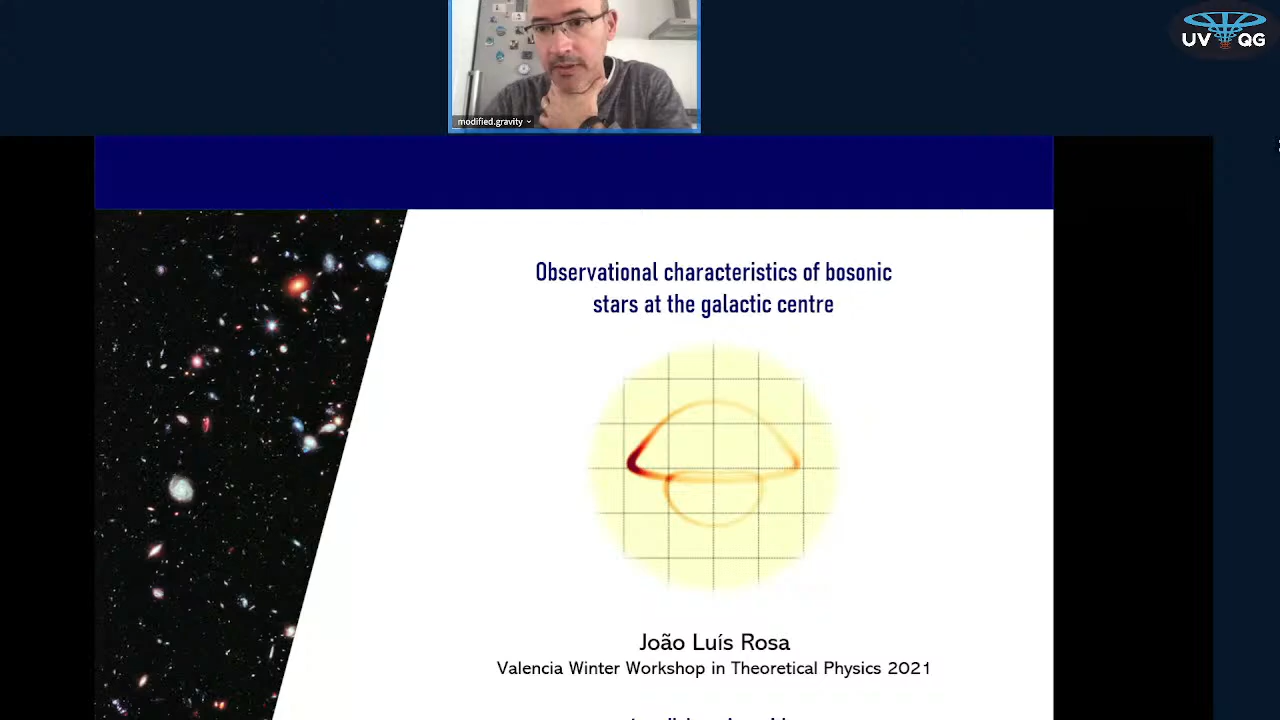 UV QG
modified.gravity
Observational characteristics of bosonic
stars at the galactic centre
João Luís Rosa
Valencia Winter Workshop in Theoretical Physics 2021